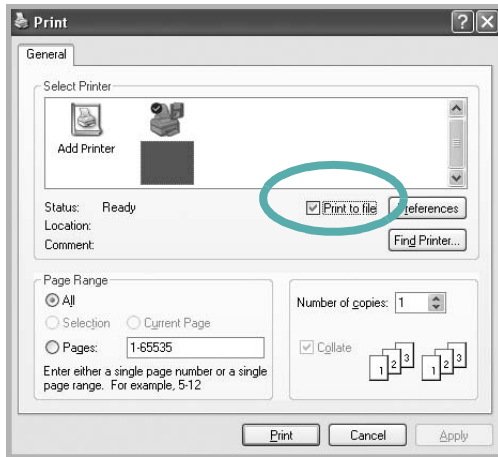 Print
General
Select Printer
Add Printer
Status: Ready
Print to file
Preferences
Location:
Comment:
Find Printer...
Page Range
All
Selection Current Page
Pages: 1-65535
Enter either a single page number or a single
page range. For example, 5-12
Number of copies: 1
Collate
1 2 3 1 2 3
Print Cancel Apply